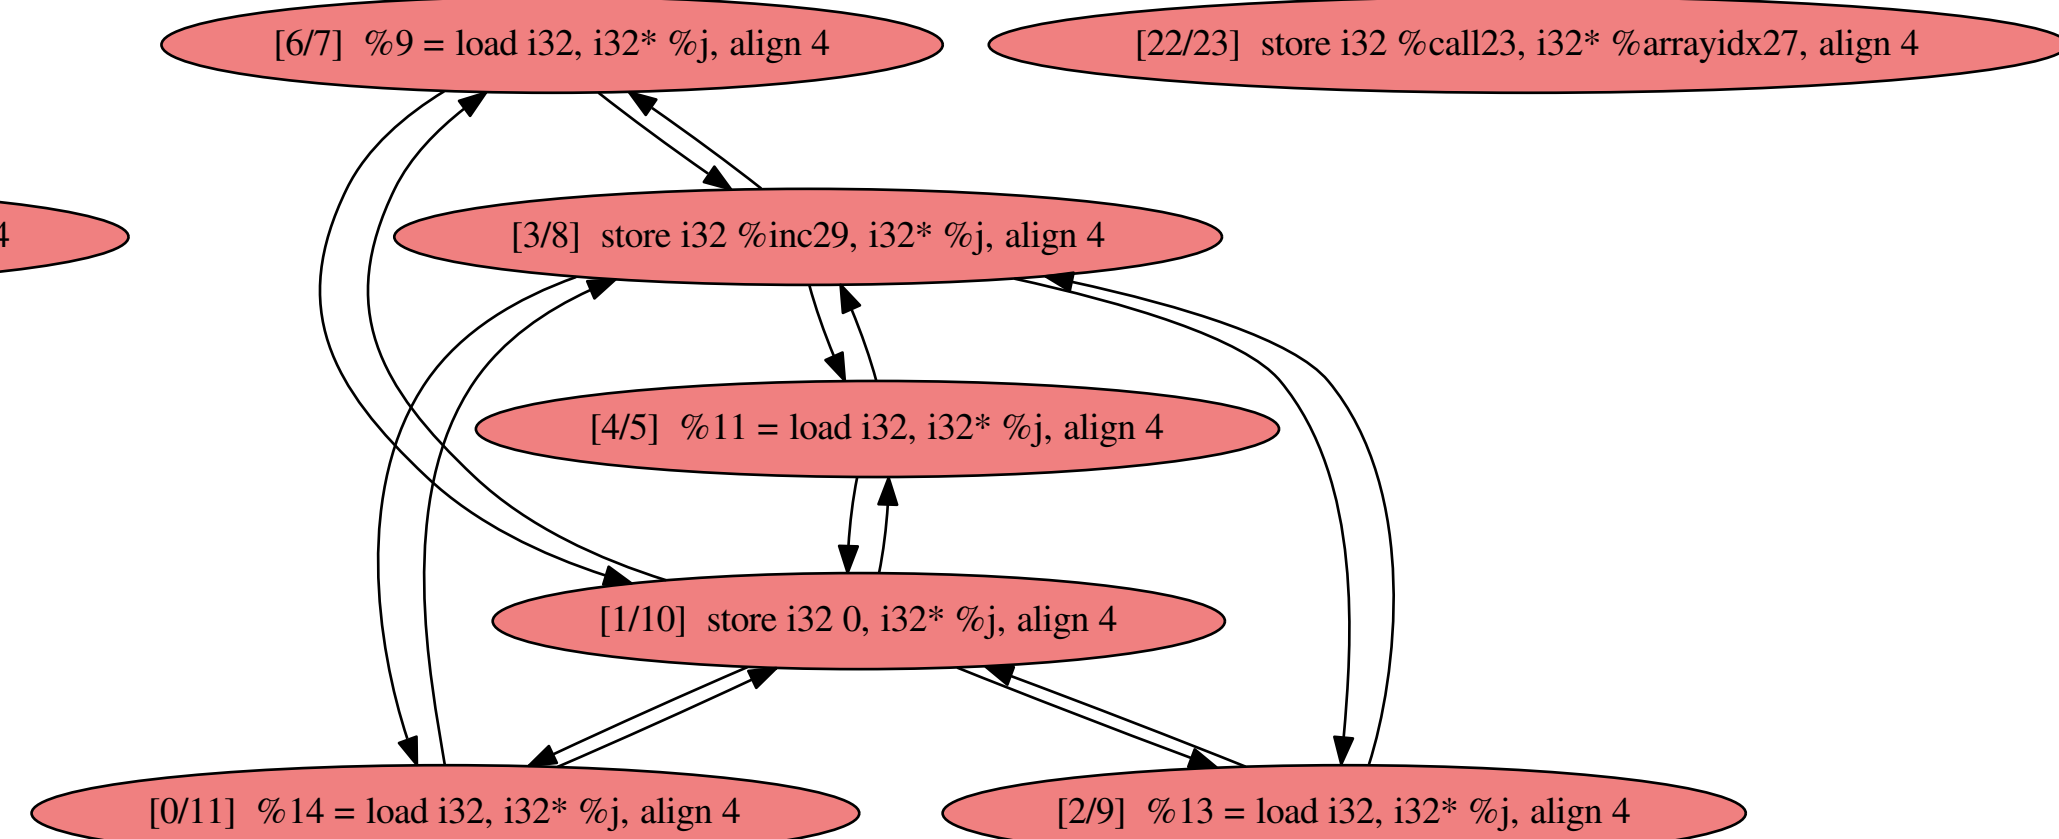 [6/7]  %9 = load i32, i32* %j, align 4
[22/23]  store i32 %call23, i32* %arrayidx27, align 4
4
[3/8]  store i32 %inc29, i32* %j, align 4
[4/5]  %11 = load i32, i32* %j, align 4
[1/10]  store i32 0, i32* %j, align 4
[0/11]  %14 = load i32, i32* %j, align 4
[2/9]  %13 = load i32, i32* %j, align 4